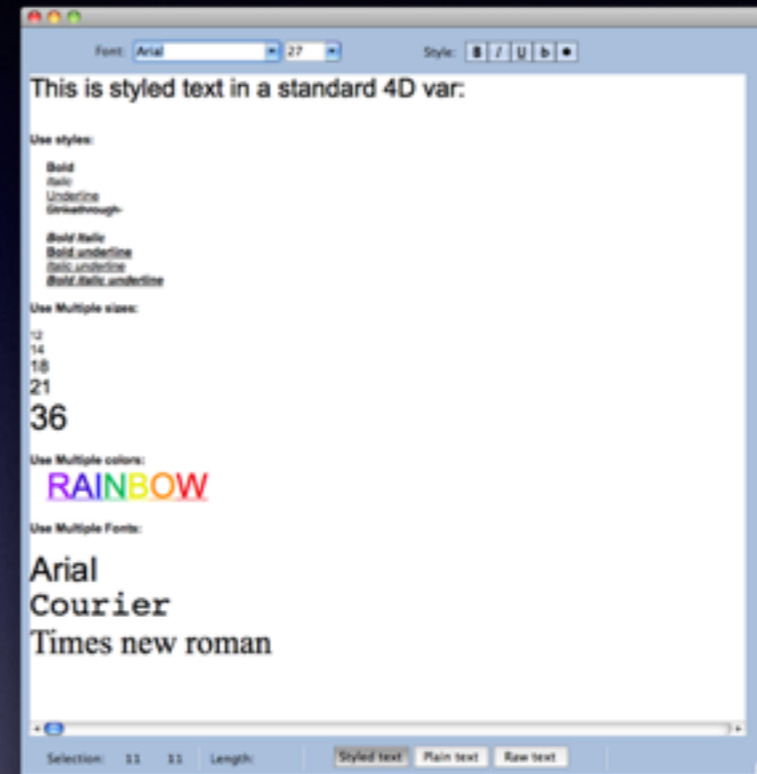 Font: Arial 27 Style: B I U b
This is styled text in a standard 4D var:
Use styles:
Bold
Italic
Underline
Strikethrough
Bold Italic
Bold underline
Italic underline
Bold Italic underline
Use Multiple sizes:
12
14
18
21
36
Use Multiple colors:
RAINBOW
Use Multiple Fonts:
Arial
Courier
Times new roman
Selection: 11 11 Length: Styled text Plain text Raw text